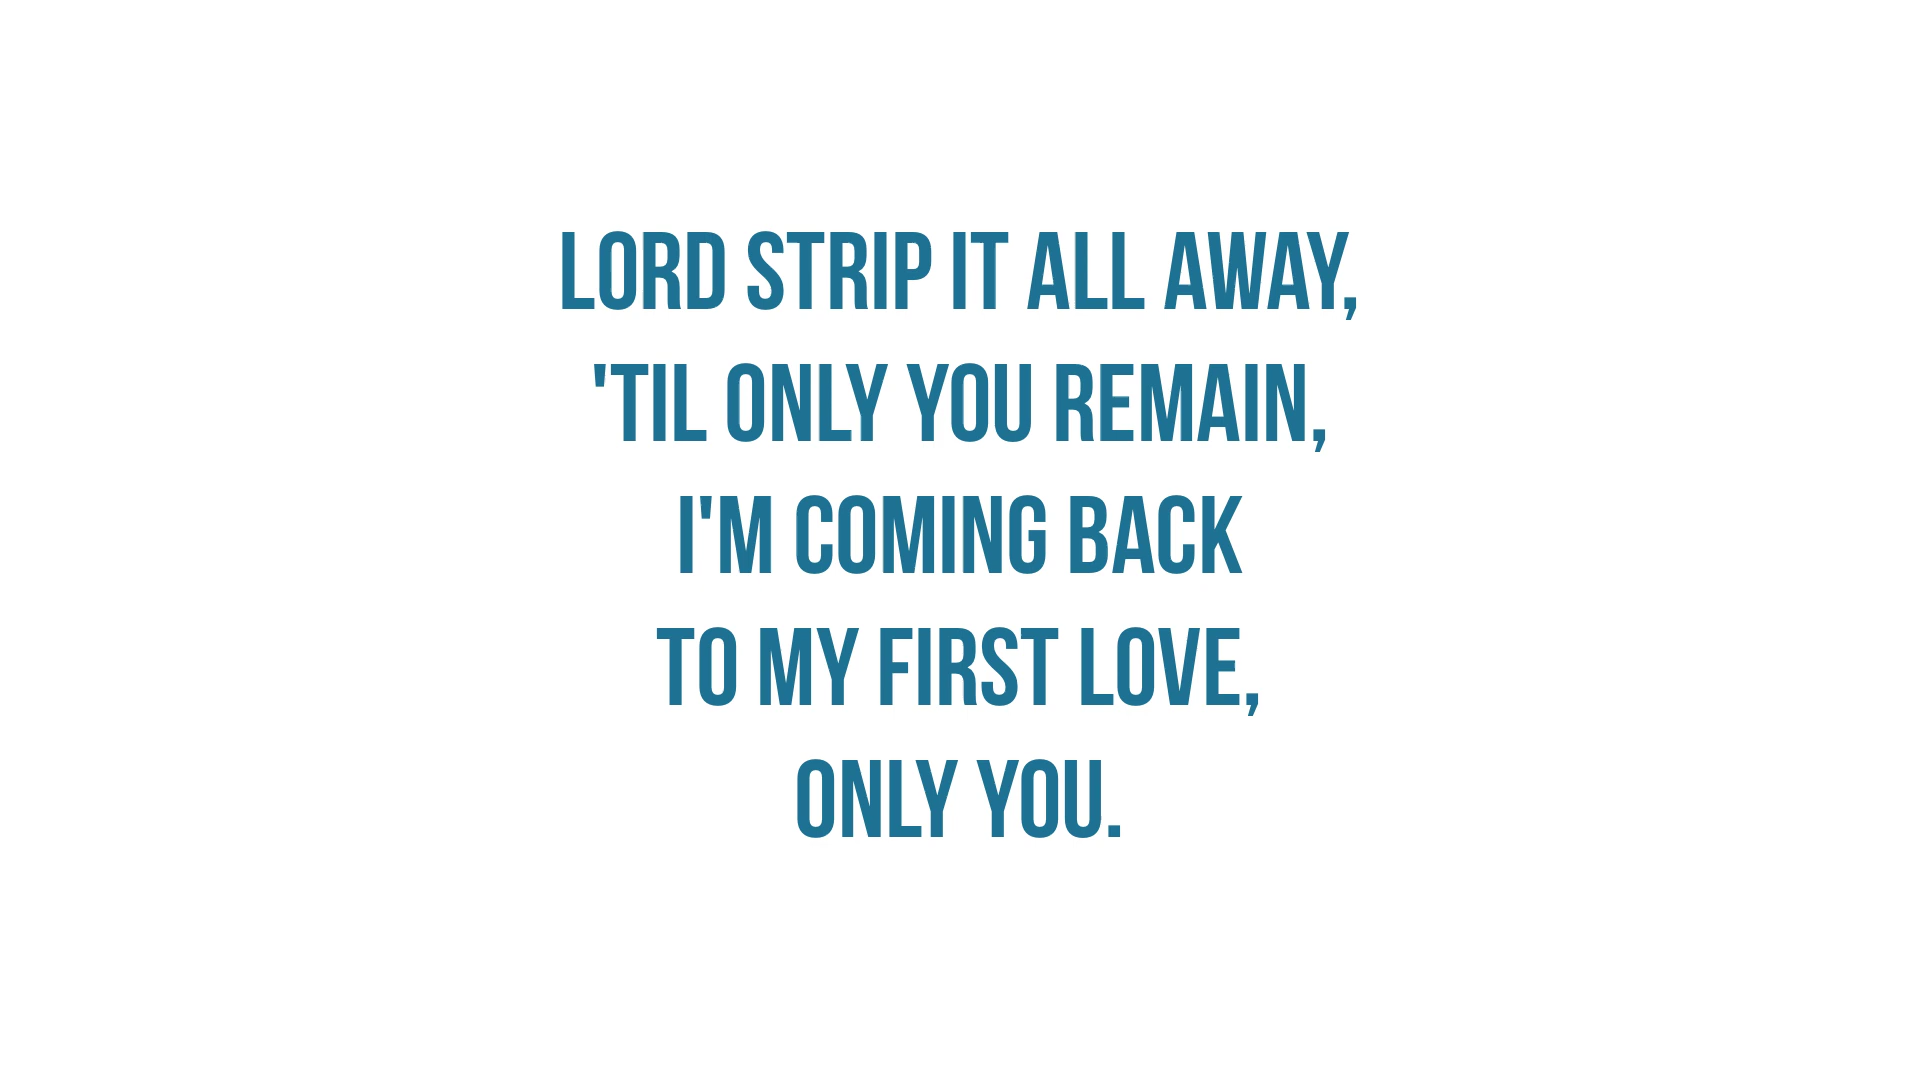 LORD STRIP IT ALL AWAY,
'TIL ONLY YOU REMAIN,
I'M COMING BACK
TO MY FIRST LOVE,
ONLY YOU.